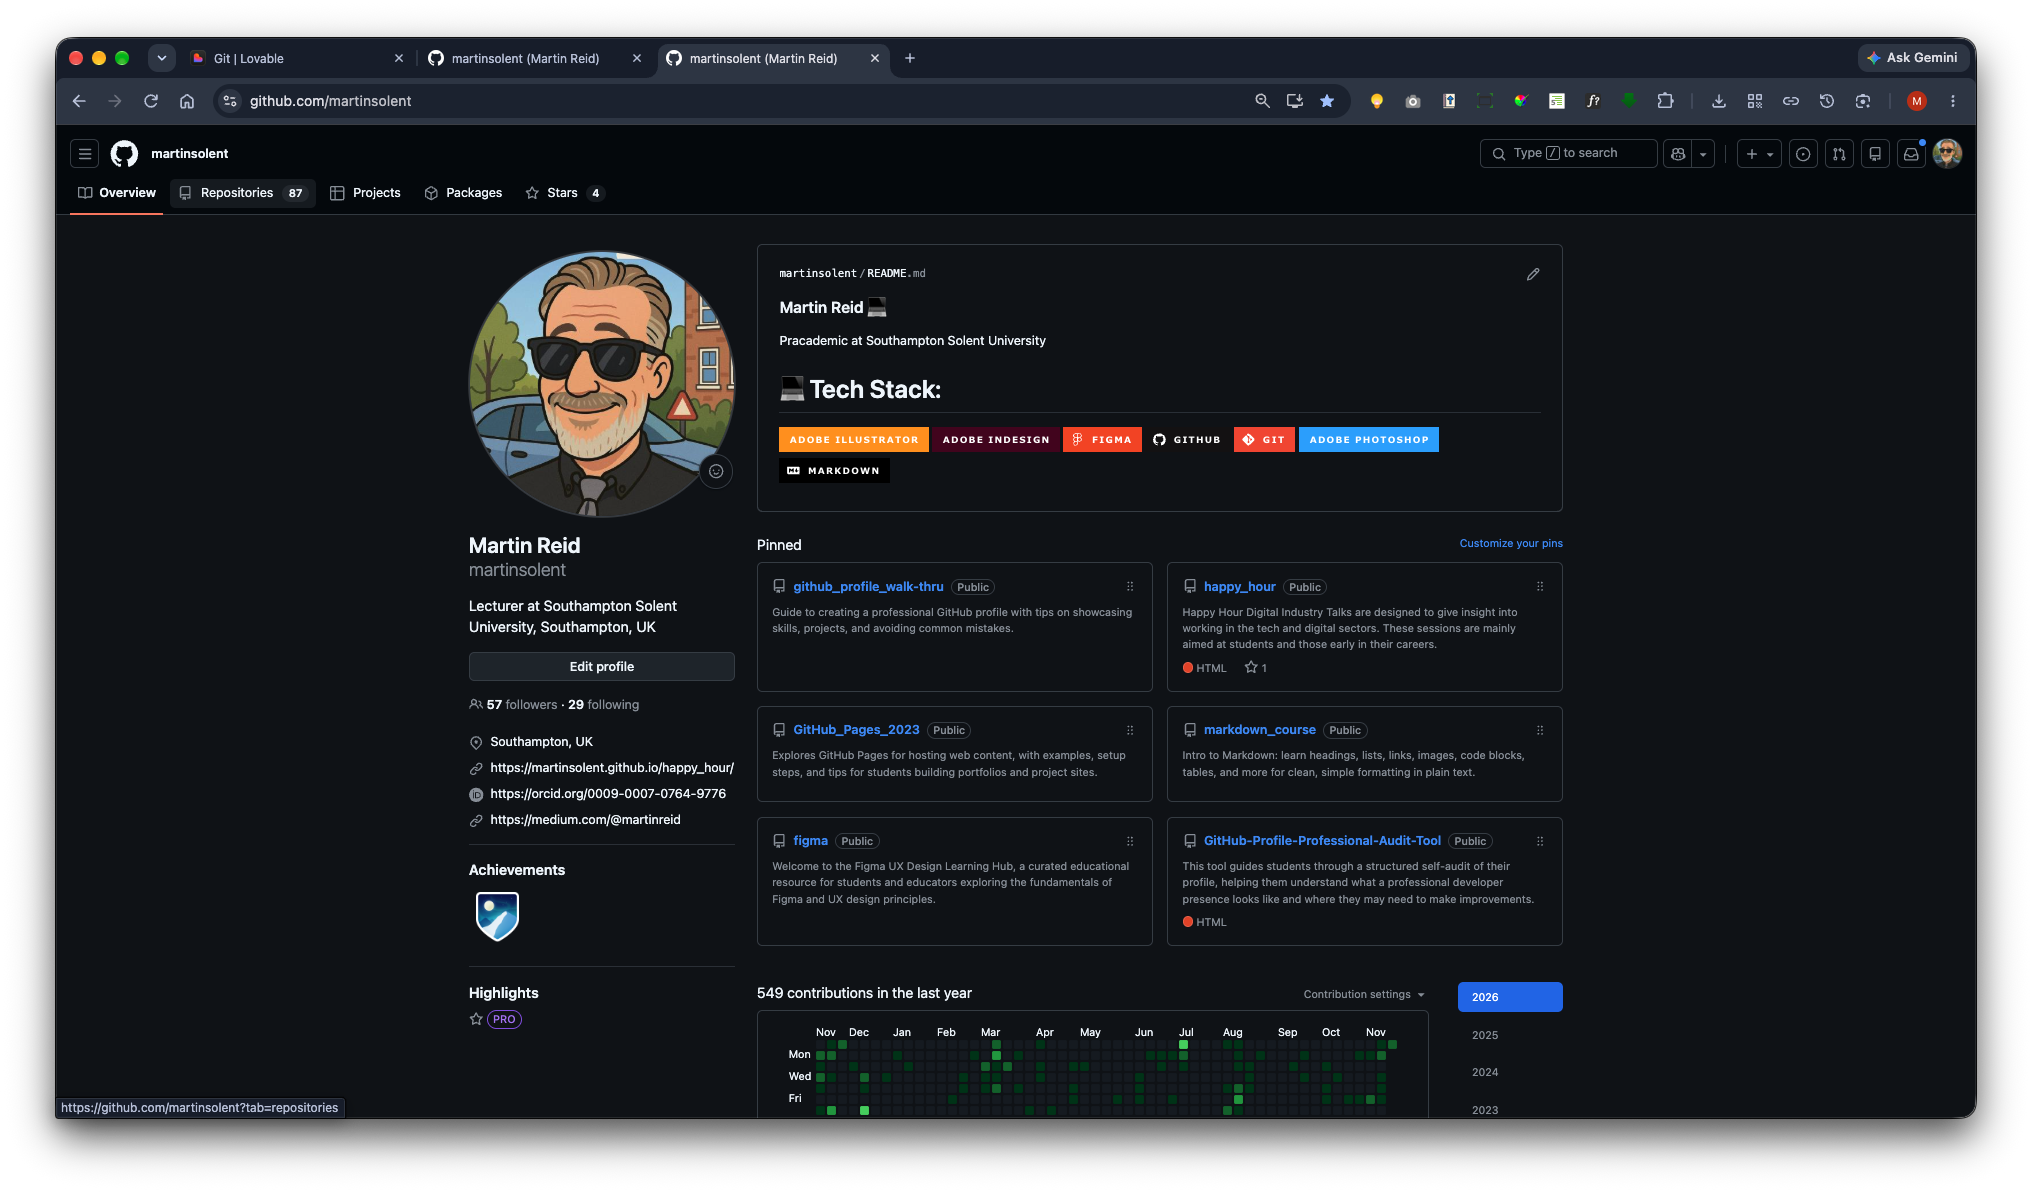 Git | Lovable
martinsolent (Martin Reid)
martinsolent (Martin Reid)
Ask Gemini
github.com/martinsolent
M
martinsolent
Type / to search
Overview
Repositories 87
Projects
Packages
Stars 4
martinsolent/README.md
Martin Reid
Pracademic at Southampton Solent University
Tech Stack:
ADOBE ILLUSTRATOR
ADOBE INDESIGN
FIGMA
GITHUB
GIT
ADOBE PHOTOSHOP
MARKDOWN
Martin Reid
martinsolent
Lecturer at Southampton Solent
University, Southampton, UK
Edit profile
57 followers · 29 following
Southampton, UK
https://martinsolent.github.io/happy_hour/
https://orcid.org/0009-0007-0764-9776
https://medium.com/@martinreid
Achievements
Highlights
PRO
Pinned
Customize your pins
github_profile_walk-thru Public
Guide to creating a professional GitHub profile with tips on showcasing
skills, projects, and avoiding common mistakes.
happy_hour Public
Happy Hour Digital Industry Talks are designed to give insight into
working in the tech and digital sectors. These sessions are mainly
aimed at students and those early in their careers.
HTML 1
GitHub_Pages_2023 Public
Explores GitHub Pages for hosting web content, with examples, setup
steps, and tips for students building portfolios and project sites.
markdown_course Public
Intro to Markdown: learn headings, lists, links, images, code blocks,
tables, and more for clean, simple formatting in plain text.
figma Public
Welcome to the Figma UX Design Learning Hub, a curated educational
resource for students and educators exploring the fundamentals of
Figma and UX design principles.
GitHub-Profile-Professional-Audit-Tool Public
This tool guides students through a structured self-audit of their
profile, helping them understand what a professional developer
presence looks like and where they may need to make improvements.
HTML
549 contributions in the last year
Contribution settings
2026
2025
2024
2023
Nov Dec Jan Feb Mar Apr May Jun Jul Aug Sep Oct Nov
Mon
Wed
Fri
https://github.com/martinsolent?tab=repositories